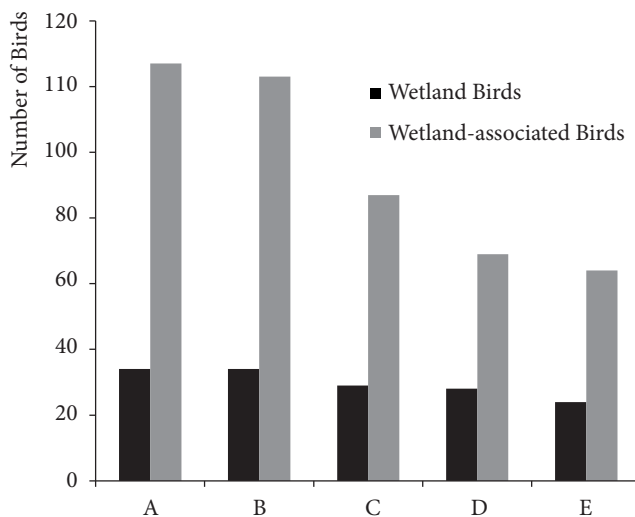 Number of Birds
120
110
100
80
60
40
20
0
Wetland Birds
Wetland-associated Birds
A B C D E